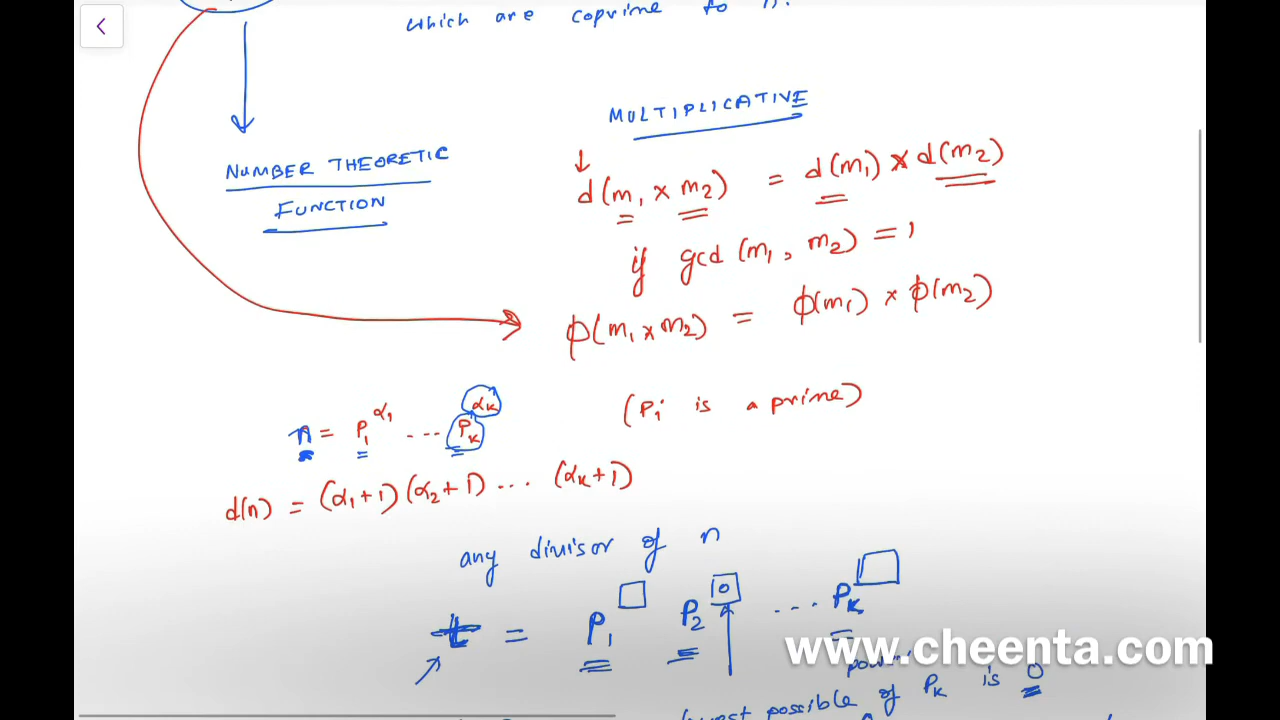 which are coprime to n.
MULTIPLICATIVE
NUMBER THEORETIC
FUNCTION
d(m₁ × m₂) = d(m₁) × d(m₂)
if gcd (m₁, m₂) = 1
ϕ(m₁ × m₂) = ϕ(m₁) × ϕ(m₂)
n = P₁^α₁ ... Pₖ^αₖ (Pᵢ is a prime)
d(n) = (α₁+1) (α₂+1) ... (αₖ+1)
any divisor of n
t = P₁^□ P₂^0 ... Pₖ^□
www.cheenta.com
possible of Pₖ is 0